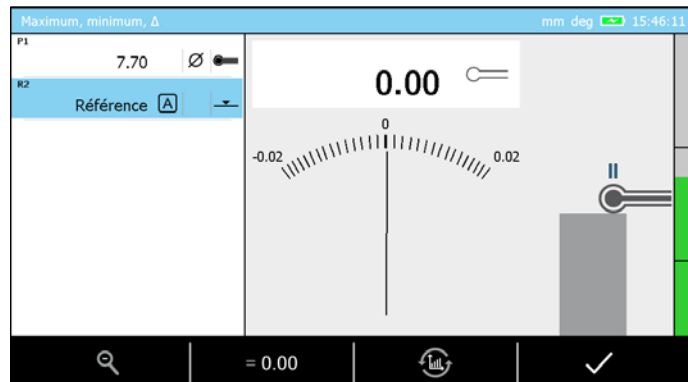 Maximum, minimum, Δ
mm deg 15:46:11
P1
7.70 Ø
R2
Référence A
0.00
-0.02 0 0.02
= 0.00